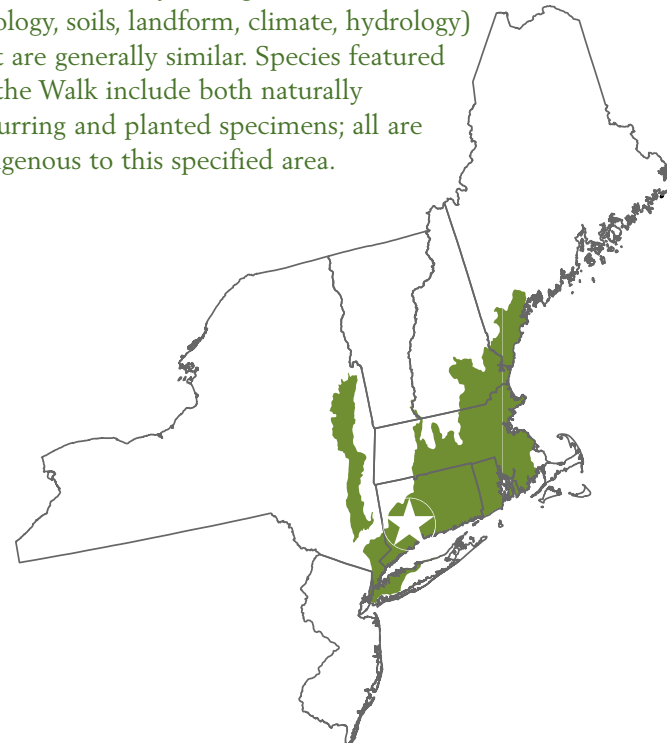 ology, soils, landform, climate, hydrology)
t are generally similar. Species featured
the Walk include both naturally
urring and planted specimens; all are
genous to this specified area.